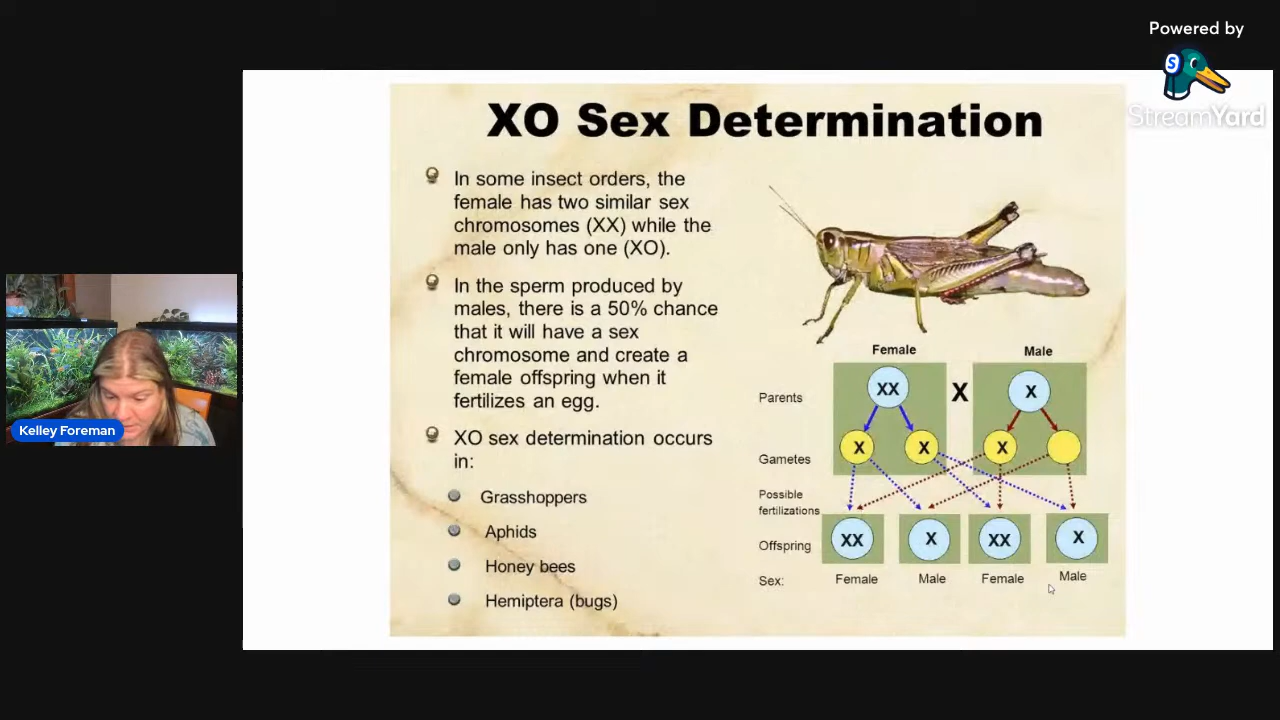 Powered by
S
StreamYard
XO Sex Determination
In some insect orders, the
female has two similar sex
chromosomes (XX) while the
male only has one (XO).
In the sperm produced by
males, there is a 50% chance
that it will have a sex
chromosome and create a
female offspring when it
fertilizes an egg.
XO sex determination occurs
in:
Grasshoppers
Aphids
Honey bees
Hemiptera (bugs)
Female Male
Parents XX X X
Gametes X X X
Possible
fertilizations
Offspring XX X XX X
Sex: Female Male Female Male
Kelley Foreman